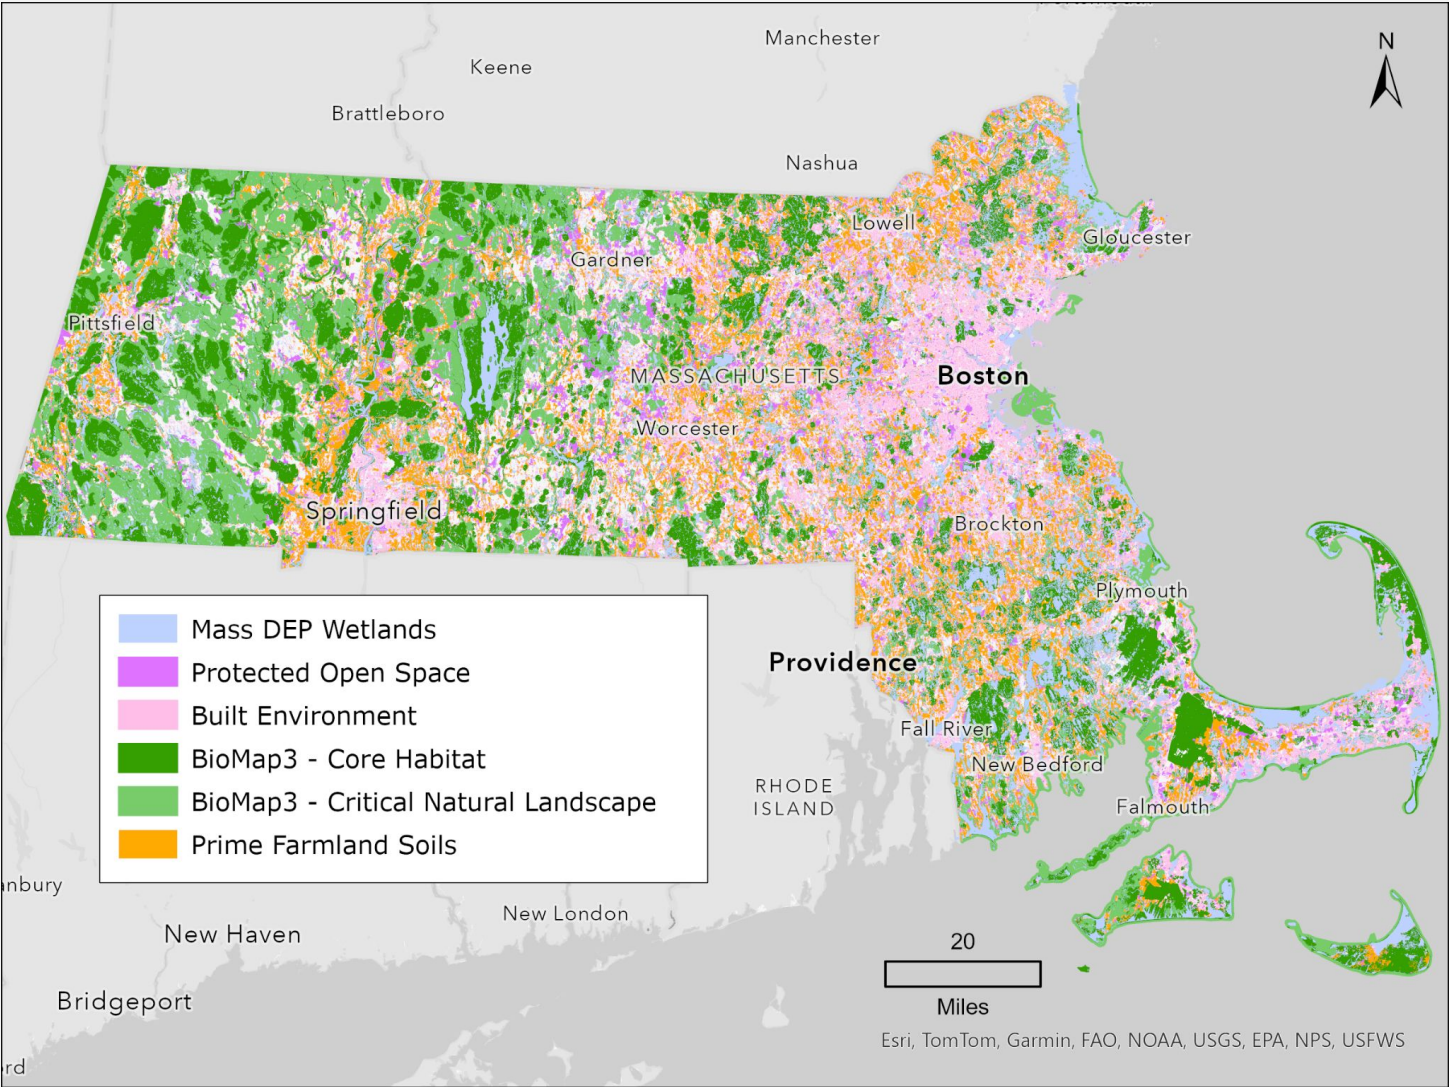 Manchester
N
Keene
Brattleboro
Nashua
Lowell
Gloucester
Gardner
Pittsfield
MASSACHUSETTS
Boston
Worcester
Springfield
Brockton
Plymouth
Mass DEP Wetlands
Protected Open Space
Built Environment
BioMap3 - Core Habitat
BioMap3 - Critical Natural Landscape
Prime Farmland Soils
Providence
Fall River
New Bedford
RHODE
ISLAND
Falmouth
anbury
New London
New Haven
20
Miles
Bridgeport
Esri, TomTom, Garmin, FAO, NOAA, USGS, EPA, NPS, USFWS
ord